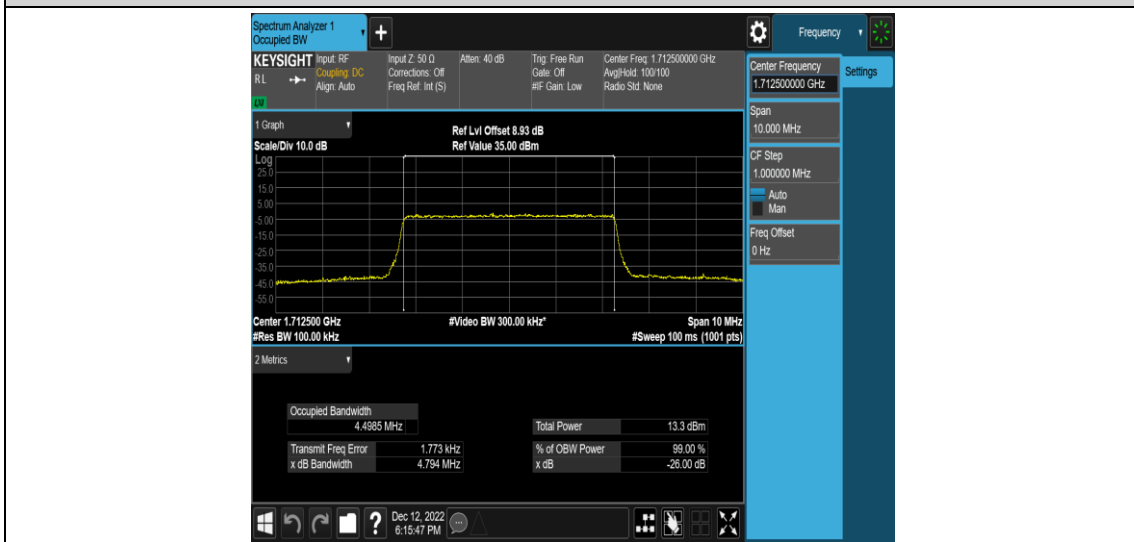 Spectrum Analyzer 1
Occupied BW
+
Frequency
KEYSIGHT
RL
Input: RF
Coupling: DC
Align: Auto
Input Z: 50 Ω
Corrections: Off
Freq Ref: Int (S)
Atten: 40 dB
Trig: Free Run
Gate: Off
#IF Gain: Low
Center Freq: 1.712500000 GHz
Avg|Hold: 100/100
Radio Std: None
Center Frequency
1.712500000 GHz
Settings
Span
10.000 MHz
CF Step
1.000000 MHz
Auto
Man
Freq Offset
0 Hz
1 Graph
Ref Lvl Offset 8.93 dB
Scale/Div 10.0 dB
Ref Value 35.00 dBm
Log
25.0
15.0
5.00
-5.00
-15.0
-25.0
-35.0
-45.0
-55.0
Center 1.712500 GHz
#Video BW 300.00 kHz*
Span 10 MHz
#Res BW 100.00 kHz
#Sweep 100 ms (1001 pts)
2 Metrics
Occupied Bandwidth
4.4985 MHz
Total Power 13.3 dBm
Transmit Freq Error 1.773 kHz
% of OBW Power 99.00 %
x dB Bandwidth 4.794 MHz
x dB -26.00 dB
?
Dec 12, 2022
6:15:47 PM